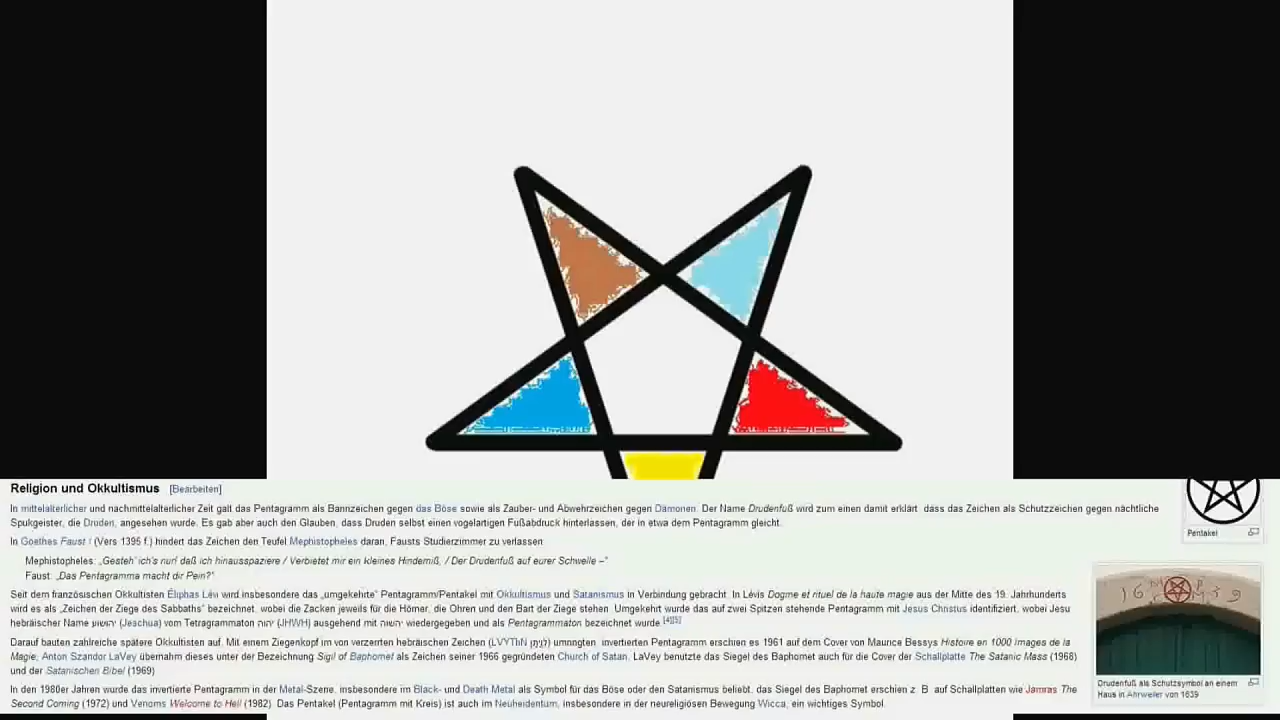 Religion und Okkultismus [Bearbeiten]
In mittelalterlicher und nachmittelalterlicher Zeit galt das Pentagramm als Bannzeichen gegen das Böse sowie als Zauber- und Abwehrzeichen gegen Dämonen. Der Name Drudenfuß wird zum einen damit erklärt, dass das Zeichen als Schutzzeichen gegen nächtliche
Spukgeister, die Druden, angesehen wurde. Es gab aber auch den Glauben, dass Druden selbst einen vogelartigen Fußabdruck hinterlassen, der in etwa dem Pentagramm gleicht.
In Goethes Faust I (Vers 1395 f.) hindert das Zeichen den Teufel Mephistopheles daran, Fausts Studierzimmer zu verlassen:
Mephistopheles: „Gesteh' ich's nur! daß ich hinausspaziere / Verbietet mir ein kleines Hinderniß, / Der Drudenfuß auf eurer Schwelle –“
Faust: „Das Pentagramma macht dir Pein?“
Seit dem französischen Okkultisten Éliphas Lévi wird insbesondere das „umgekehrte“ Pentagramm/Pentakel mit Okkultismus und Satanismus in Verbindung gebracht. In Lévis Dogme et rituel de la haute magie aus der Mitte des 19. Jahrhunderts
wird es als „Zeichen der Ziege des Sabbaths“ bezeichnet, wobei die Zacken jeweils für die Hörner, die Ohren und den Bart der Ziege stehen. Umgekehrt wurde das auf zwei Spitzen stehende Pentagramm mit Jesus Christus identifiziert, wobei Jesu
hebräischer Name (Jeschua) vom Tetragrammaton יהוה (JHWH) ausgehend mit wiedergegeben und als Pentagrammaton bezeichnet wurde.[4][5]
Darauf bauten zahlreiche spätere Okkultisten auf. Mit einem Ziegenkopf im von verzerrten hebräischen Zeichen (LVYThN) umringten invertierten Pentagramm erschien es 1961 auf dem Cover von Maurice Bessys Histoire en 1000 images de la
Magie; Anton Szandor LaVey übernahm dieses unter der Bezeichnung Sigil of Baphomet als Zeichen seiner 1966 gegründeten Church of Satan. LaVey benutzte das Siegel des Baphomet auch für die Cover der Schallplatte The Satanic Mass (1968)
und der Satanischen Bibel (1969).
In den 1980er Jahren wurde das invertierte Pentagramm in der Metal-Szene, insbesondere im Black- und Death Metal als Symbol für das Böse oder den Satanismus beliebt, das Siegel des Baphomet erschien z. B. auf Schallplatten wie Jamras The
Second Coming (1972) und Venoms Welcome to Hell (1982). Das Pentakel (Pentagramm mit Kreis) ist auch im Neuheidentum, insbesondere in der neureligiösen Bewegung Wicca, ein wichtiges Symbol.
Pentakel
16 39
Drudenfuß als Schutzsymbol an einem
Haus in Ahrweiler von 1639